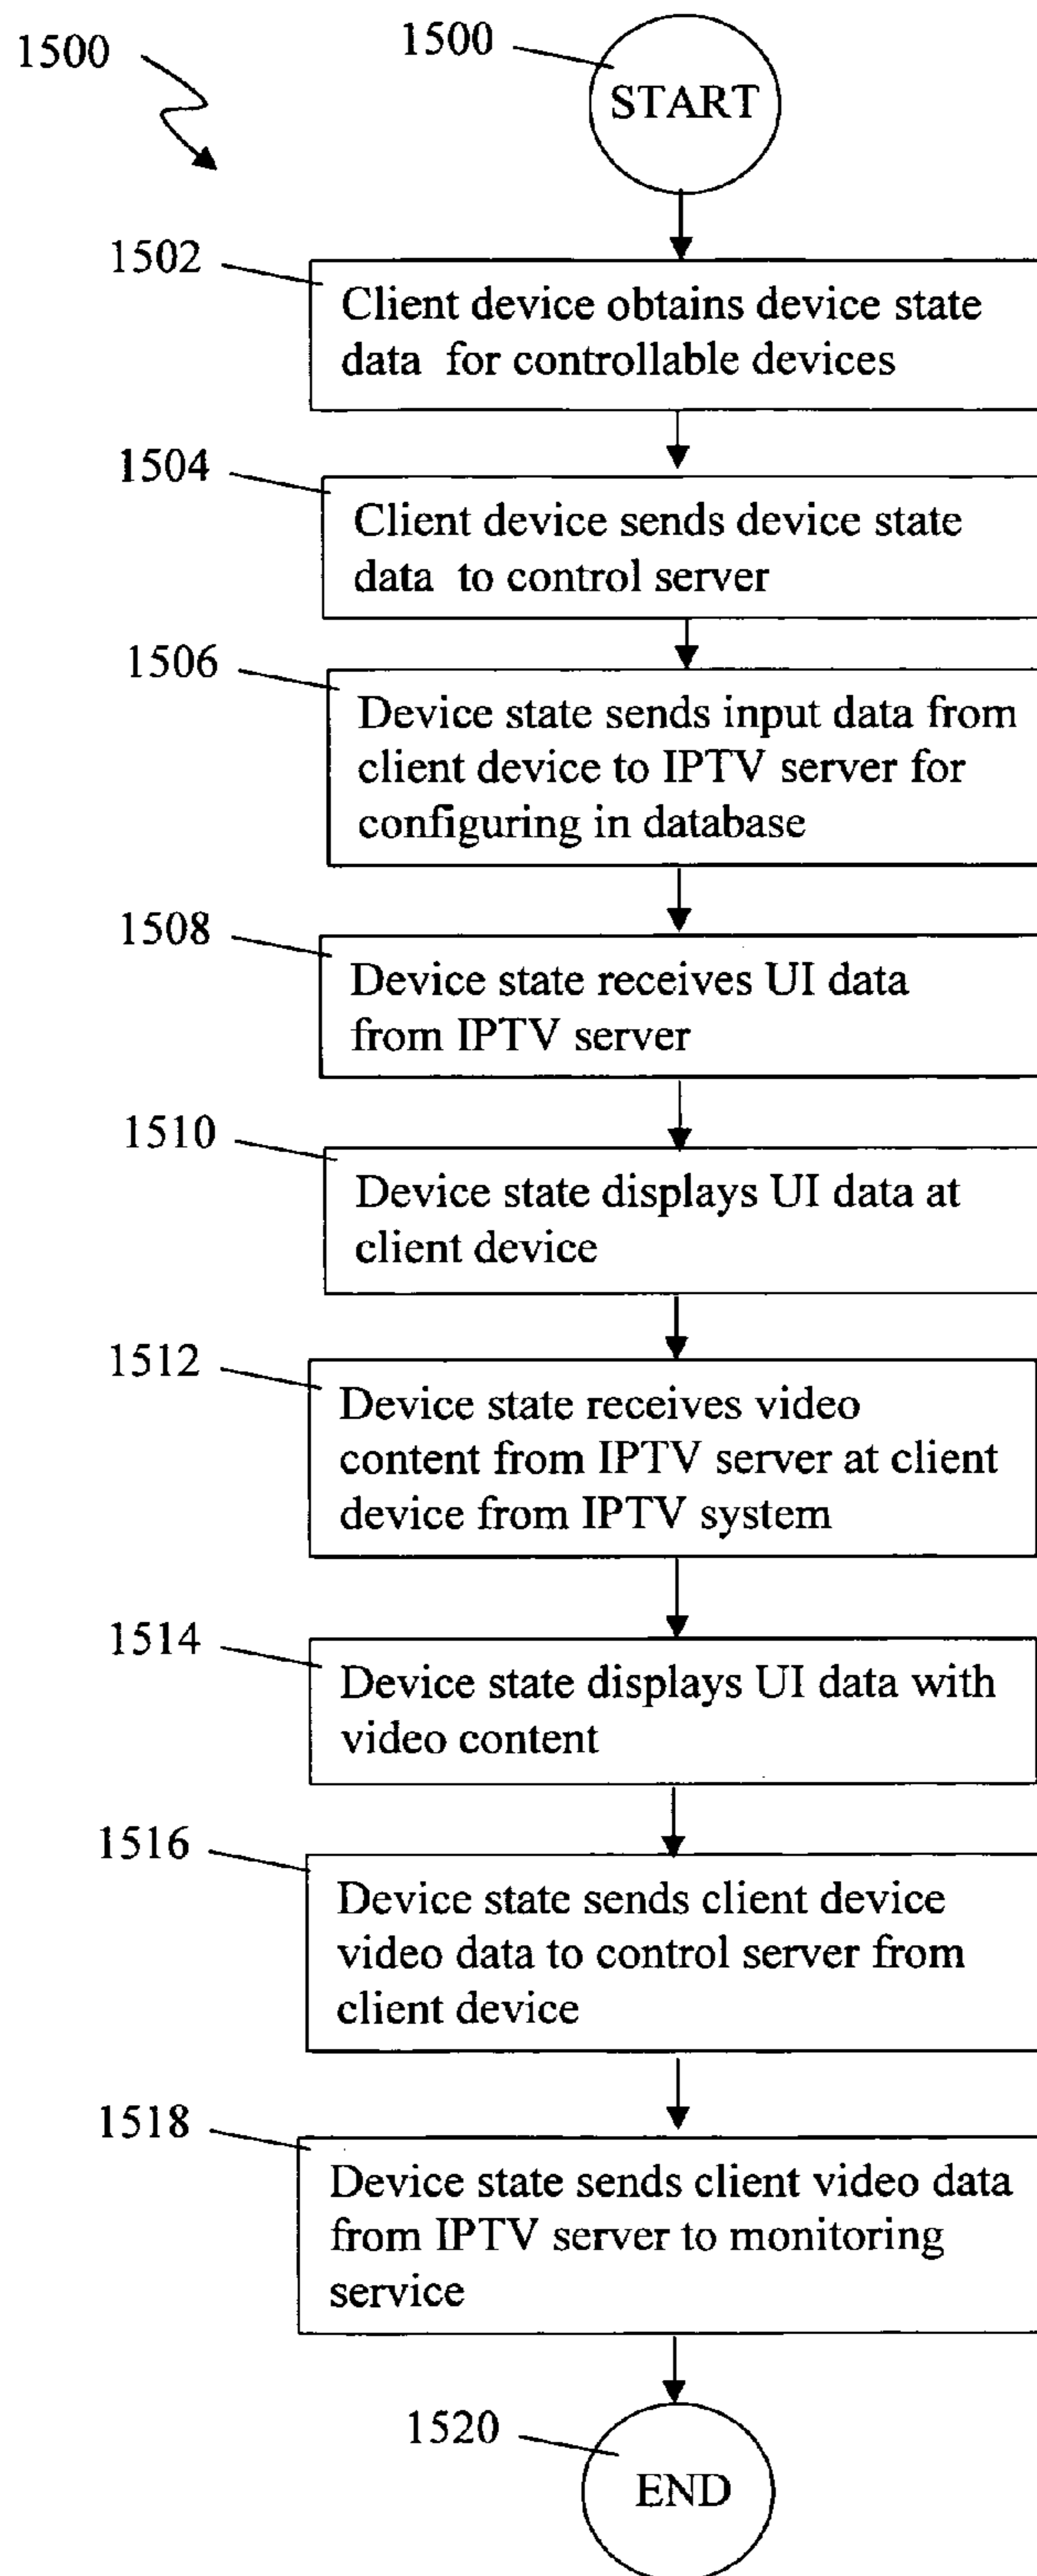 1500
1500
START
1502
Client device obtains device state
data for controllable devices
1504
Client device sends device state
data to control server
1506
Device state sends input data from
client device to IPTV server for
configuring in database
1508
Device state receives UI data
from IPTV server
1510
Device state displays UI data at
client device
1512
Device state receives video
content from IPTV server at client
device from IPTV system
1514
Device state displays UI data with
video content
1516
Device state sends client device
video data to control server from
client device
1518
Device state sends client video data
from IPTV server to monitoring
service
1520
END